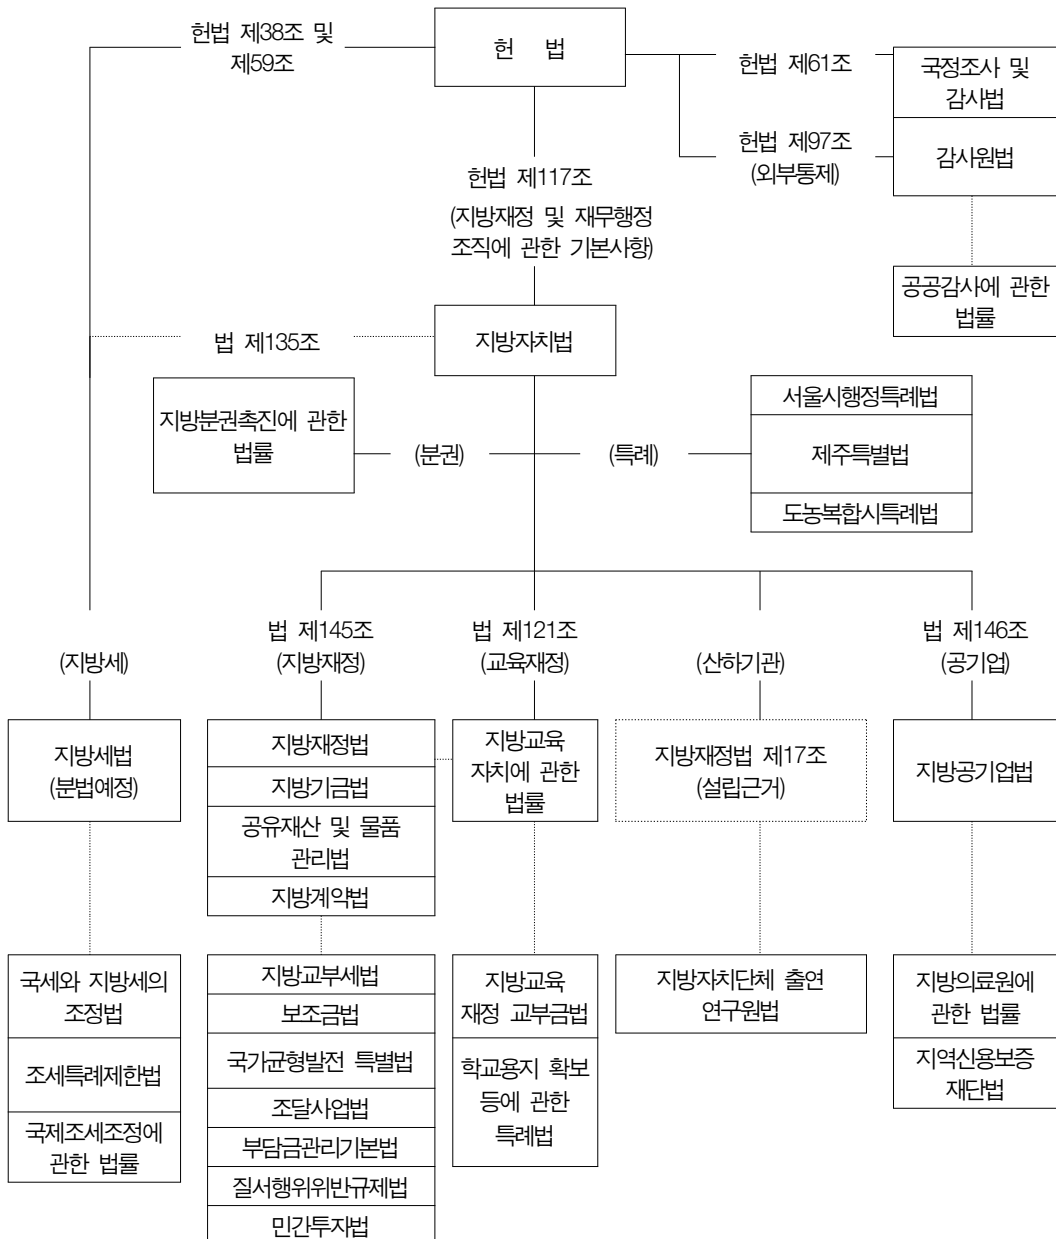 헌법 제38조 및
제59조
헌 법
헌법 제61조
국정조사 및
감사법
헌법 제97조
(외부통제)
감사원법
헌법 제117조
(지방재정 및 재무행정
조직에 관한 기본사항)
공공감사에 관한
법률
법 제135조
지방자치법
지방분권촉진에 관한
법률
(분권)
(특례)
서울시행정특례법
제주특별법
도농복합시특례법
(지방세)
법 제145조
(지방재정)
법 제121조
(교육재정)
(산하기관)
법 제146조
(공기업)
지방세법
(분법예정)
지방재정법
지방기금법
공유재산 및 물품
관리법
지방계약법
지방교육
자치에 관한
법률
지방재정법 제17조
(설립근거)
지방공기업법
국세와 지방세의
조정법
조세특례제한법
국제조세조정에
관한 법률
지방교부세법
보조금법
국가균형발전 특별법
조달사업법
부담금관리기본법
질서행위위반규제법
민간투자법
지방교육
재정 교부금법
학교용지 확보
등에 관한
특례법
지방자치단체 출연
연구원법
지방의료원에
관한 법률
지역신용보증
재단법